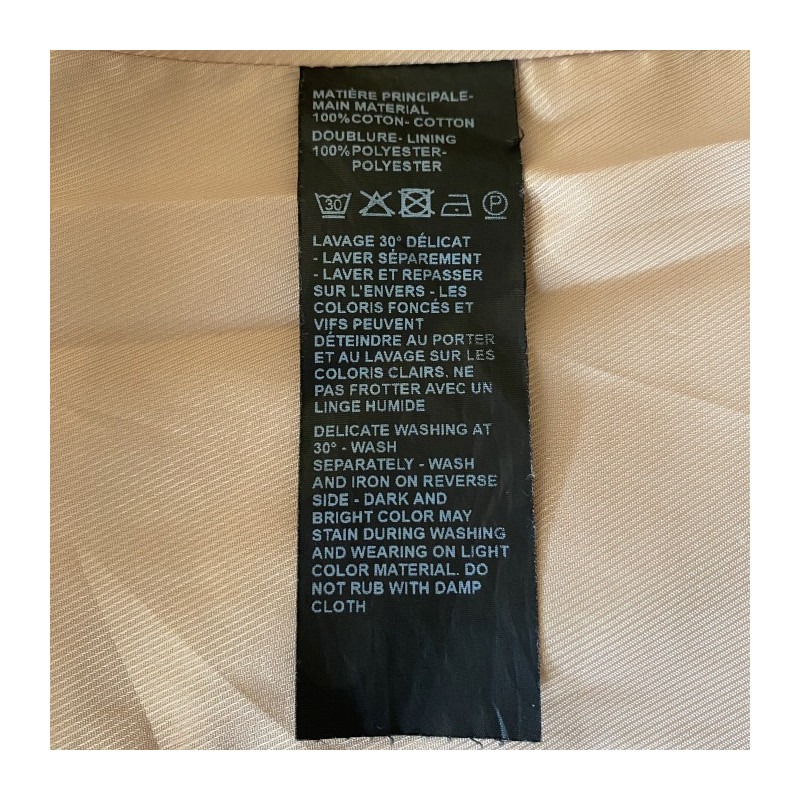 MATIÈRE PRINCIPALE-
MAIN MATERIAL
100%COTON- COTTON
DOUBLURE- LINING
100%POLYESTER-
POLYESTER
30 P
LAVAGE 30° DÉLICAT
- LAVER SÉPAREMENT
- LAVER ET REPASSER
SUR L'ENVERS - LES
COLORIS FONCÉS ET
VIFS PEUVENT
DÉTEINDRE AU PORTER
ET AU LAVAGE SUR LES
COLORIS CLAIRS. NE
PAS FROTTER AVEC UN
LINGE HUMIDE
DELICATE WASHING AT
30° - WASH
SEPARATELY - WASH
AND IRON ON REVERSE
SIDE - DARK AND
BRIGHT COLOR MAY
STAIN DURING WASHING
AND WEARING ON LIGHT
COLOR MATERIAL. DO
NOT RUB WITH DAMP
CLOTH